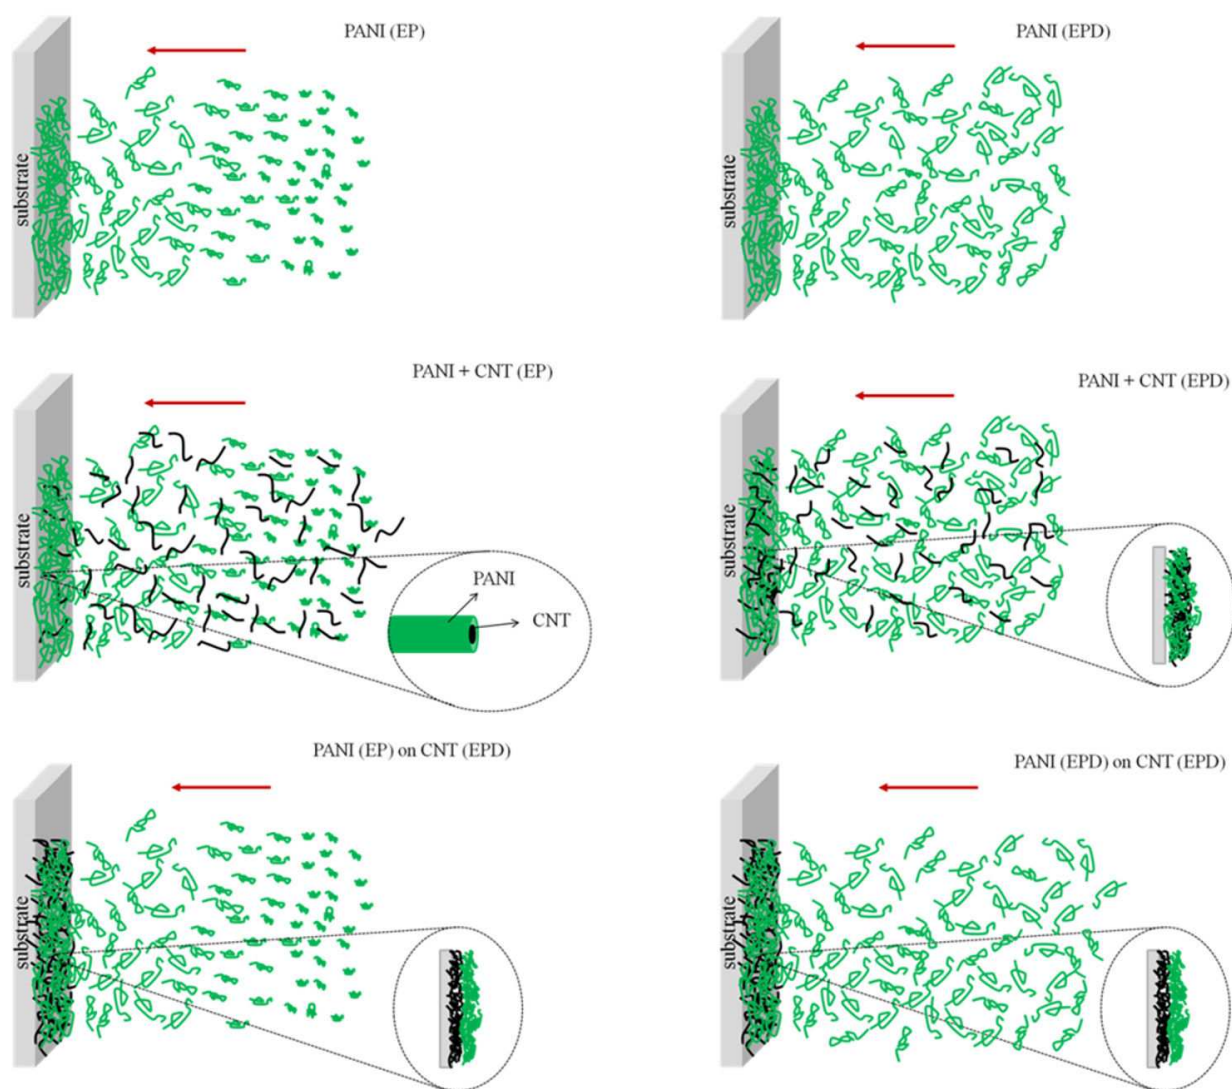 PANI (EP)
substrate
PANI (EPD)
substrate
PANI + CNT (EP)
substrate
PANI
CNT
PANI + CNT (EPD)
substrate
PANI (EP) on CNT (EPD)
substrate
PANI (EPD) on CNT (EPD)
substrate